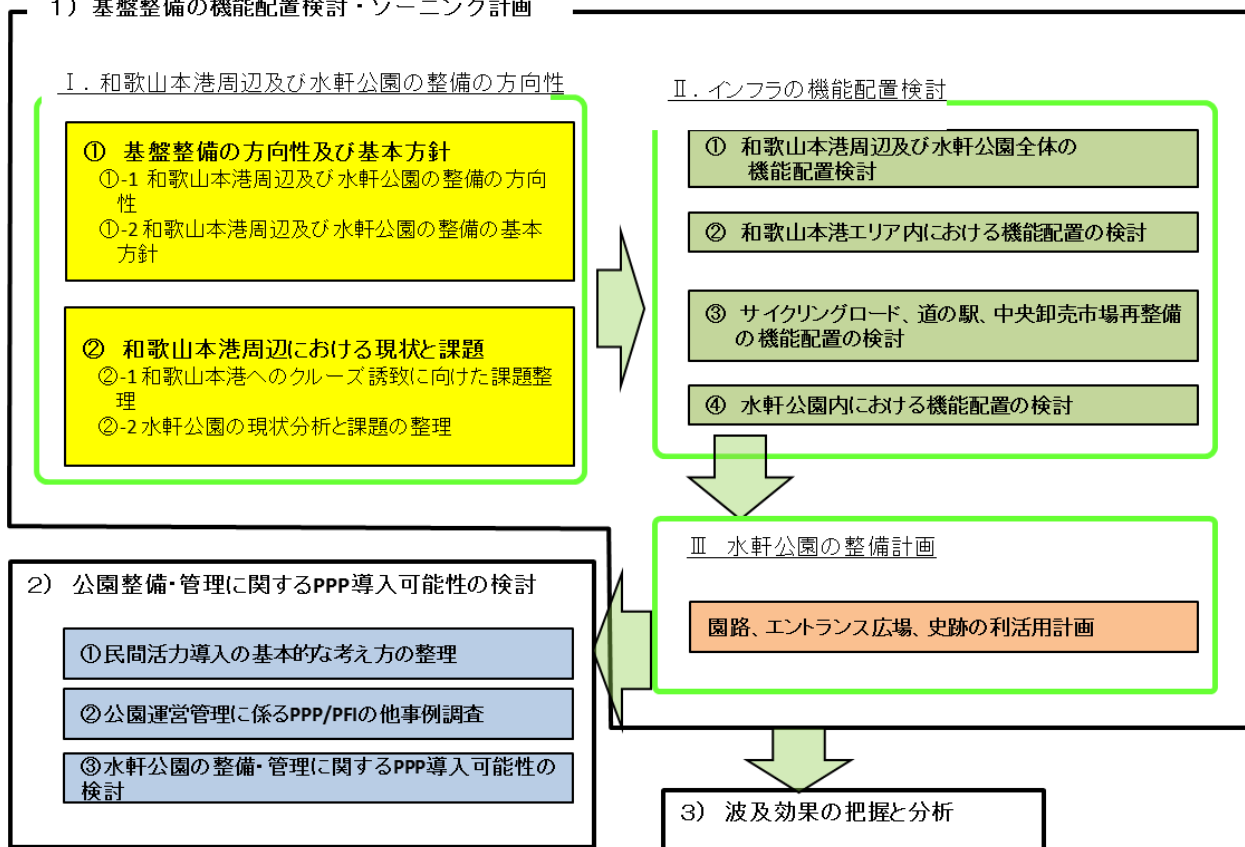 1) 基盤整備の機能配置検討・ゾーニング計画
Ⅰ．和歌山本港周辺及び水軒公園の整備の方向性
① 基盤整備の方向性及び基本方針
①-1 和歌山本港周辺及び水軒公園の整備の方向
性
①-2 和歌山本港周辺及び水軒公園の整備の基本
方針
② 和歌山本港周辺における現状と課題
②-1 和歌山本港へのクルーズ誘致に向けた課題整
理
②-2 水軒公園の現状分析と課題の整理
Ⅱ．インフラの機能配置検討
① 和歌山本港周辺及び水軒公園全体の
機能配置検討
② 和歌山本港エリア内における機能配置の検討
③ サイクリングロード、道の駅、中央卸売市場再整備
の機能配置の検討
④ 水軒公園内における機能配置の検討
Ⅲ 水軒公園の整備計画
園路、エントランス広場、史跡の利活用計画
2) 公園整備・管理に関するPPP導入可能性の検討
①民間活力導入の基本的な考え方の整理
②公園運営管理に係るPPP/PFIの他事例調査
③水軒公園の整備・管理に関するPPP導入可能性の
検討
3) 波及効果の把握と分析